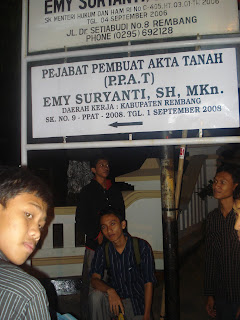 EMY SURYANTI,
SK MENTERI HUKUM DAN HAM RI No C-405.HT.03.01-TH 2006
TGL. 04 SEPTEMBER 2006
JL. Dr SETIABUDI No.8 REMBANG
PHONE (0295) 692128
PEJABAT PEMBUAT AKTA TANAH
(P.P.A.T)
EMY SURYANTI, SH, MKn.
DAERAH KERJA : KABUPATEN REMBANG
SK. NO. 9 - PPAT - 2008. TGL. 1 SEPTEMBER 2008